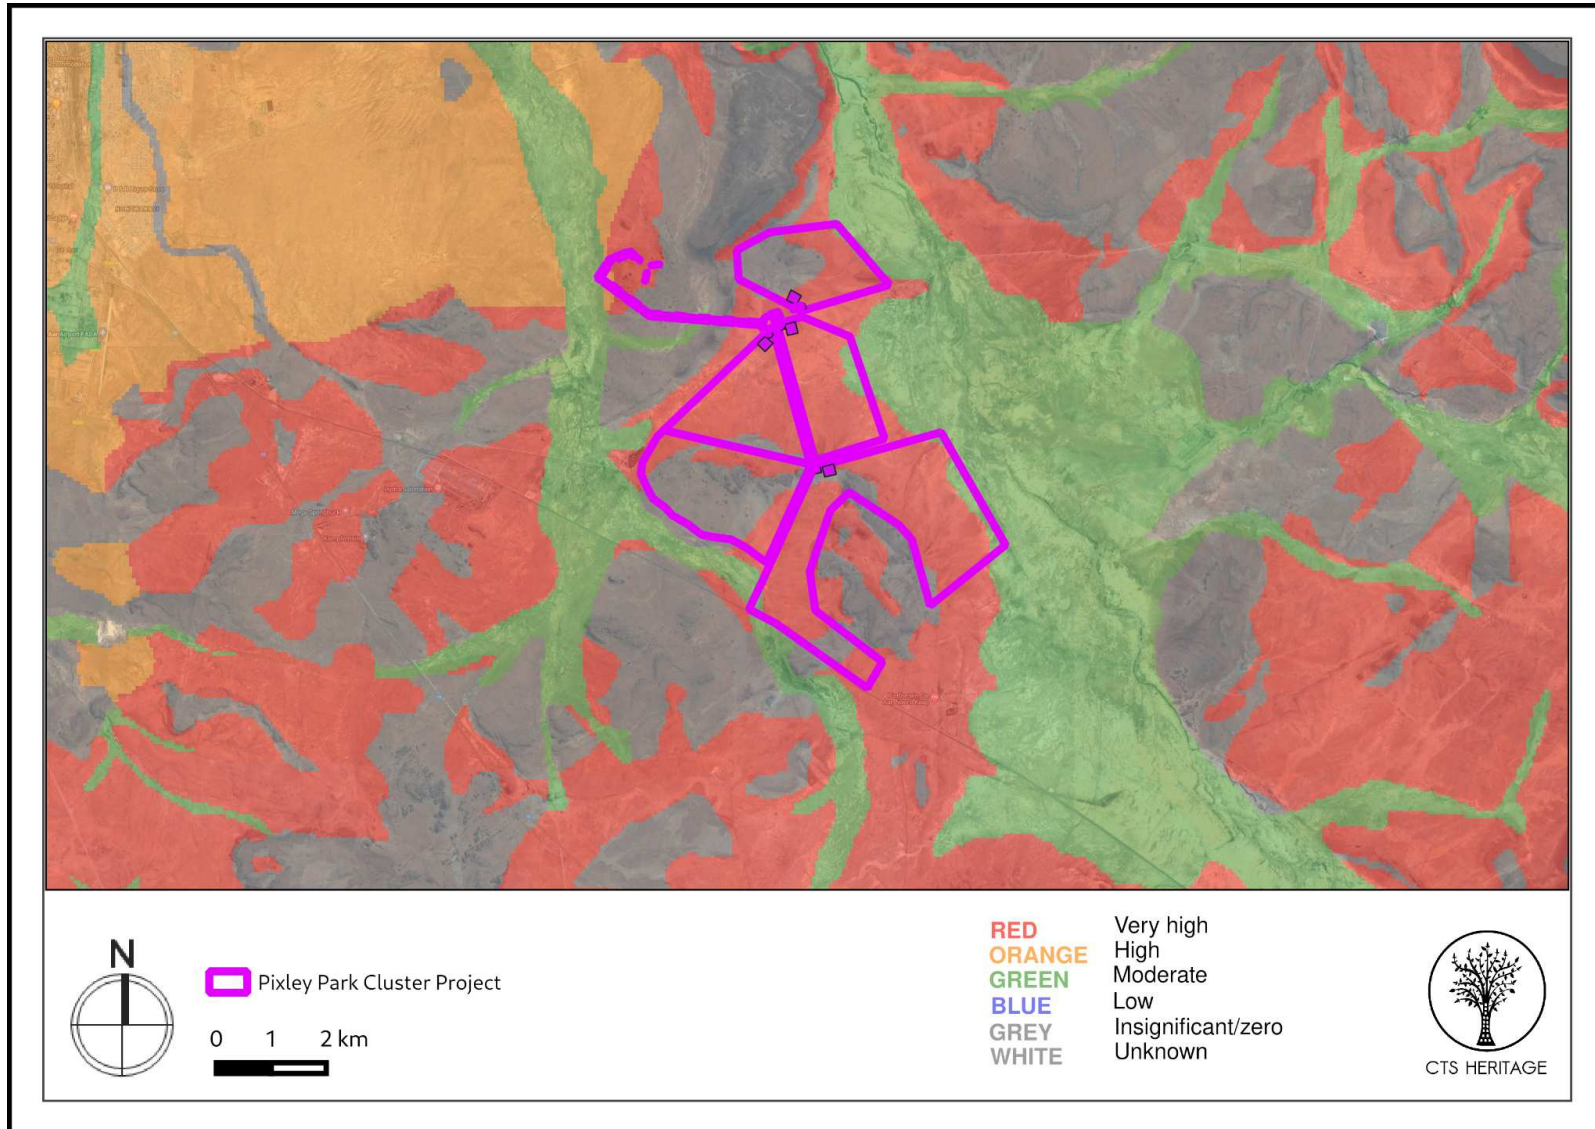 N
Pixley Park Cluster Project
0 1 2 km
RED Very high
ORANGE High
GREEN Moderate
BLUE Low
GREY Insignificant/zero
WHITE Unknown
CTS HERITAGE